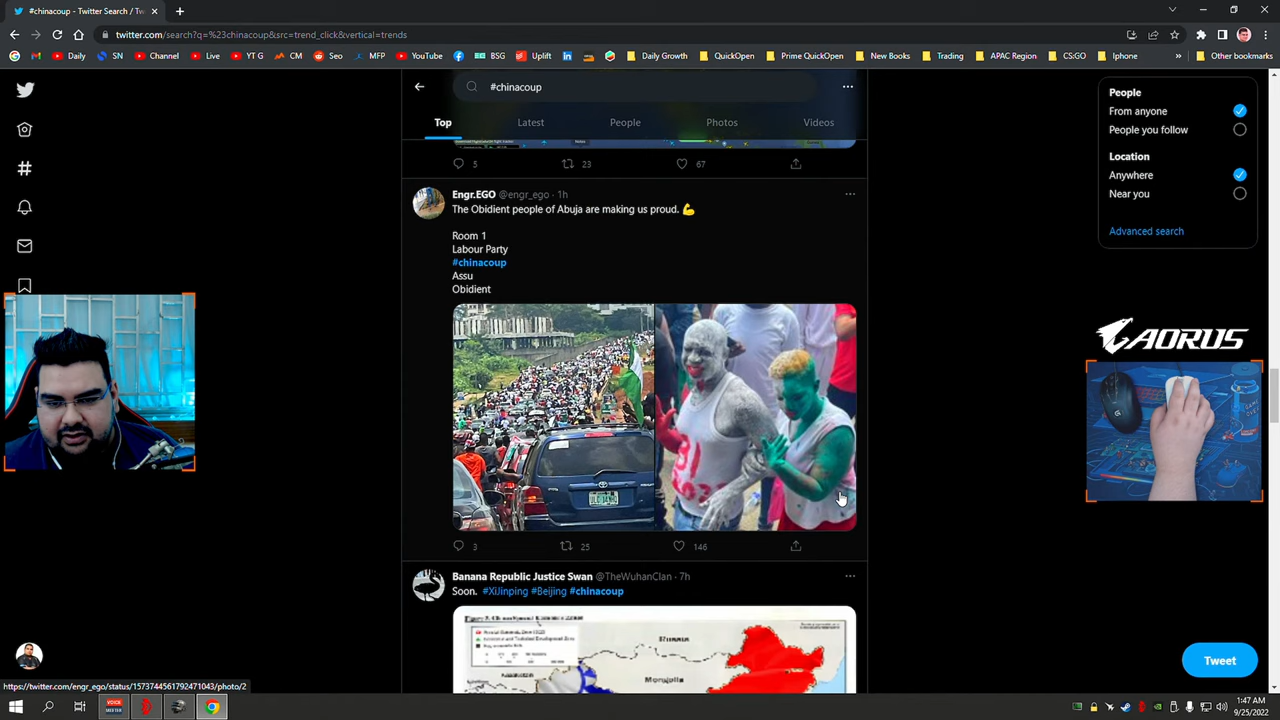 #chinacoup - Twitter Search / Tw
twitter.com/search?q=%23chinacoup&src=trend_click&vertical=trends
Daily
SN
Channel
Live
YT G
CM
Seo
MFP
YouTube
BSG
Uplift
Daily Growth
QuickOpen
Prime QuickOpen
New Books
Trading
APAC Region
CS:GO
Iphone
»
Other bookmarks
#chinacoup
Top
Latest
People
Photos
Videos
5
23
67
Engr.EGO @engr_ego · 1h
The Obidient people of Abuja are making us proud. 💪
Room 1
Labour Party
#chinacoup
Assu
Obidient
3
25
146
Banana Republic Justice Swan @TheWuhanClan · 7h
Soon. #XiJinping #Beijing #chinacoup
Russia
Mongolia
People
From anyone
People you follow
Location
Anywhere
Near you
Advanced search
AORUS
Tweet
https://twitter.com/engr_ego/status/1573744561792471043/photo/2
1:47 AM
9/25/2022